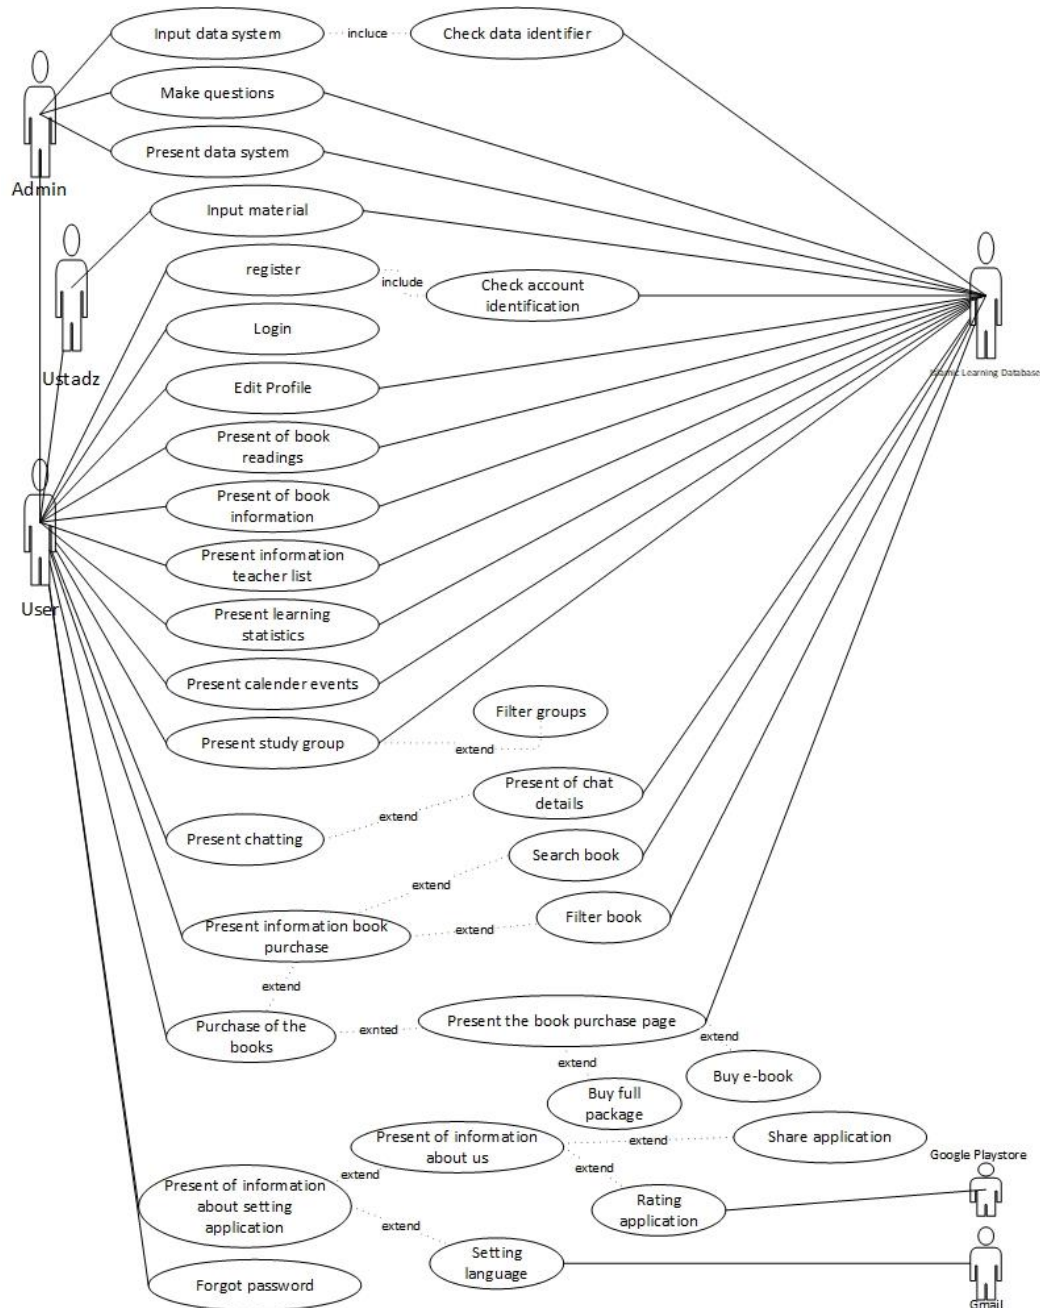 Input data system
incluce
Check data identifier
Make questions
Present data system
Admin
Input material
register
include
Check account
identification
Login
Islamic Learning Database
Ustadz
Edit Profile
Present of book
readings
Present of book
information
Present information
teacher list
User
Present learning
statistics
Present calender events
Filter groups
Present study group
extend
Present of chat
details
extend
Present chatting
Search book
extend
Filter book
Present information book
purchase
extend
extend
Purchase of the
books
exnted
Present the book purchase page
extend
extend
Buy e-book
Buy full
package
Present of information
about us
extend
Share application
Google Playstore
extend
extend
Present of information
about setting
application
Rating
application
extend
Setting
language
Forgot password
Gmail